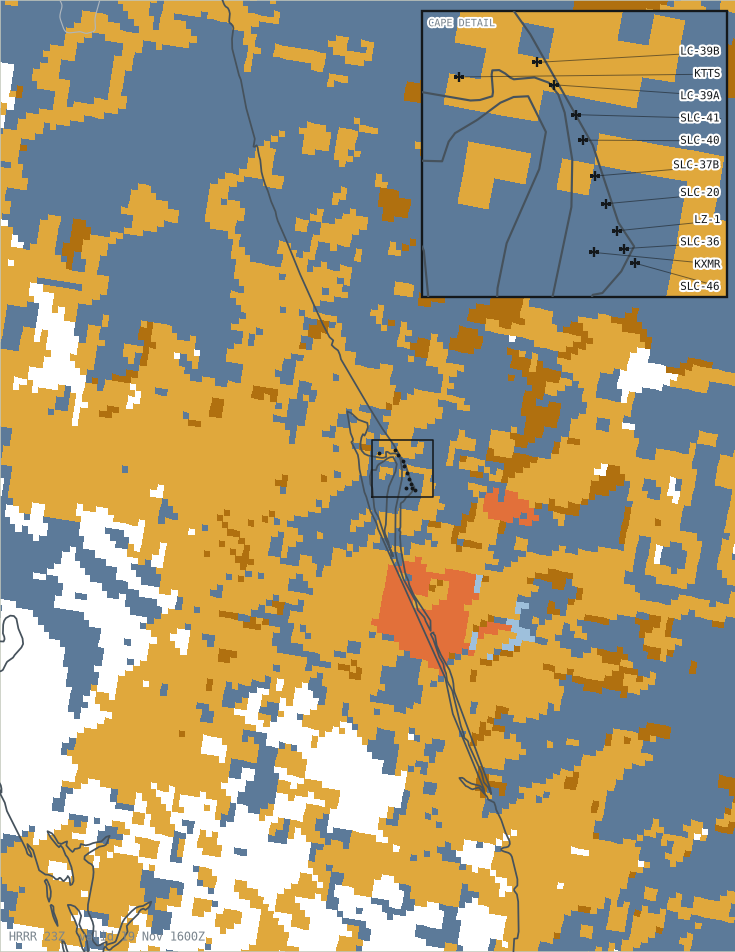 CAPE DETAIL
LC-39B
KTTS
LC-39A
SLC-41
SLC-40
SLC-37B
SLC-20
LZ-1
SLC-36
KXMR
SLC-46
HRRR 23Z 29 Nov 1600Z